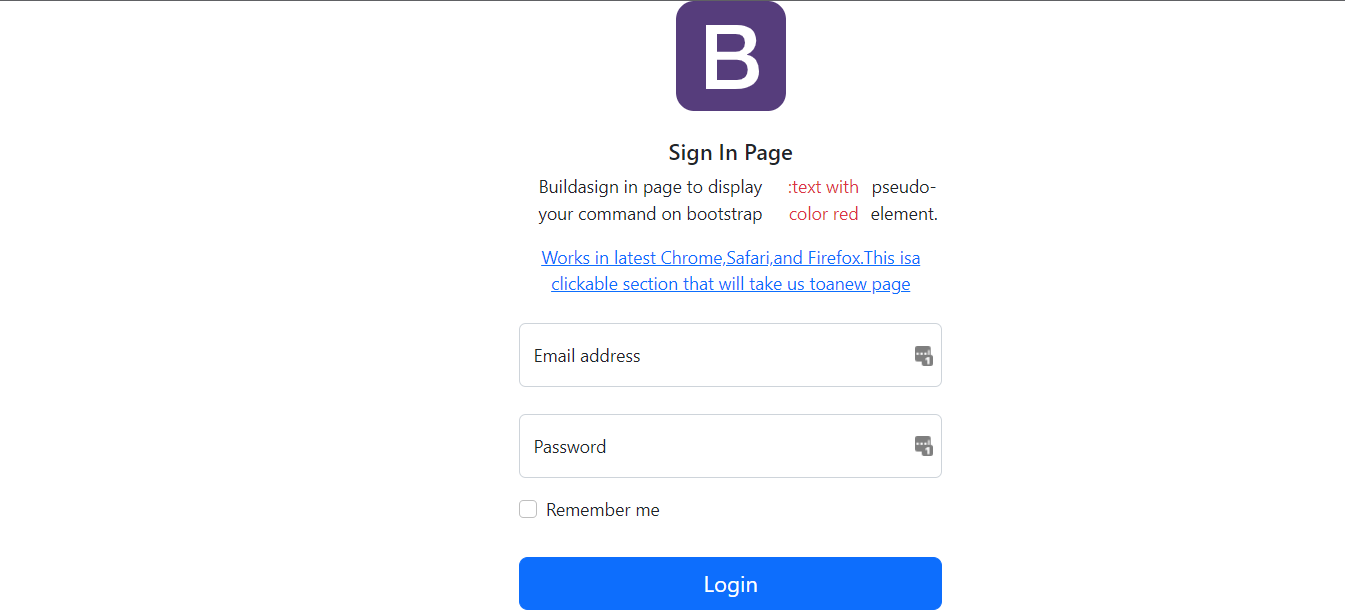 B
Sign In Page
Buildasign in page to display :text with pseudo-
your command on bootstrap color red element.
Works in latest Chrome,Safari,and Firefox.This isa
clickable section that will take us toanew page
Email address
1
Password
1
Remember me
Login